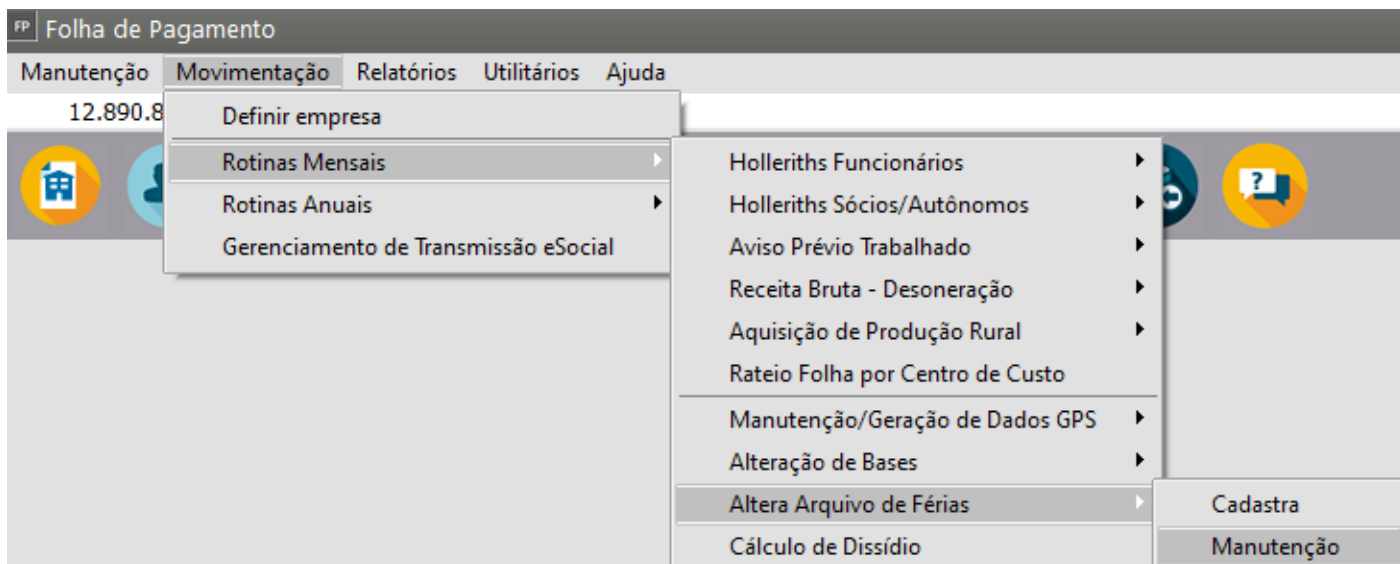 FP Folha de Pagamento
Manutenção Movimentação Relatórios Utilitários Ajuda
12.890.8
Definir empresa
Rotinas Mensais
Rotinas Anuais
Gerenciamento de Transmissão eSocial
Holleriths Funcionários
Holleriths Sócios/Autônomos
Aviso Prévio Trabalhado
Receita Bruta - Desoneração
Aquisição de Produção Rural
Rateio Folha por Centro de Custo
Manutenção/Geração de Dados GPS
Alteração de Bases
Altera Arquivo de Férias
Cálculo de Dissídio
Cadastra
Manutenção
?